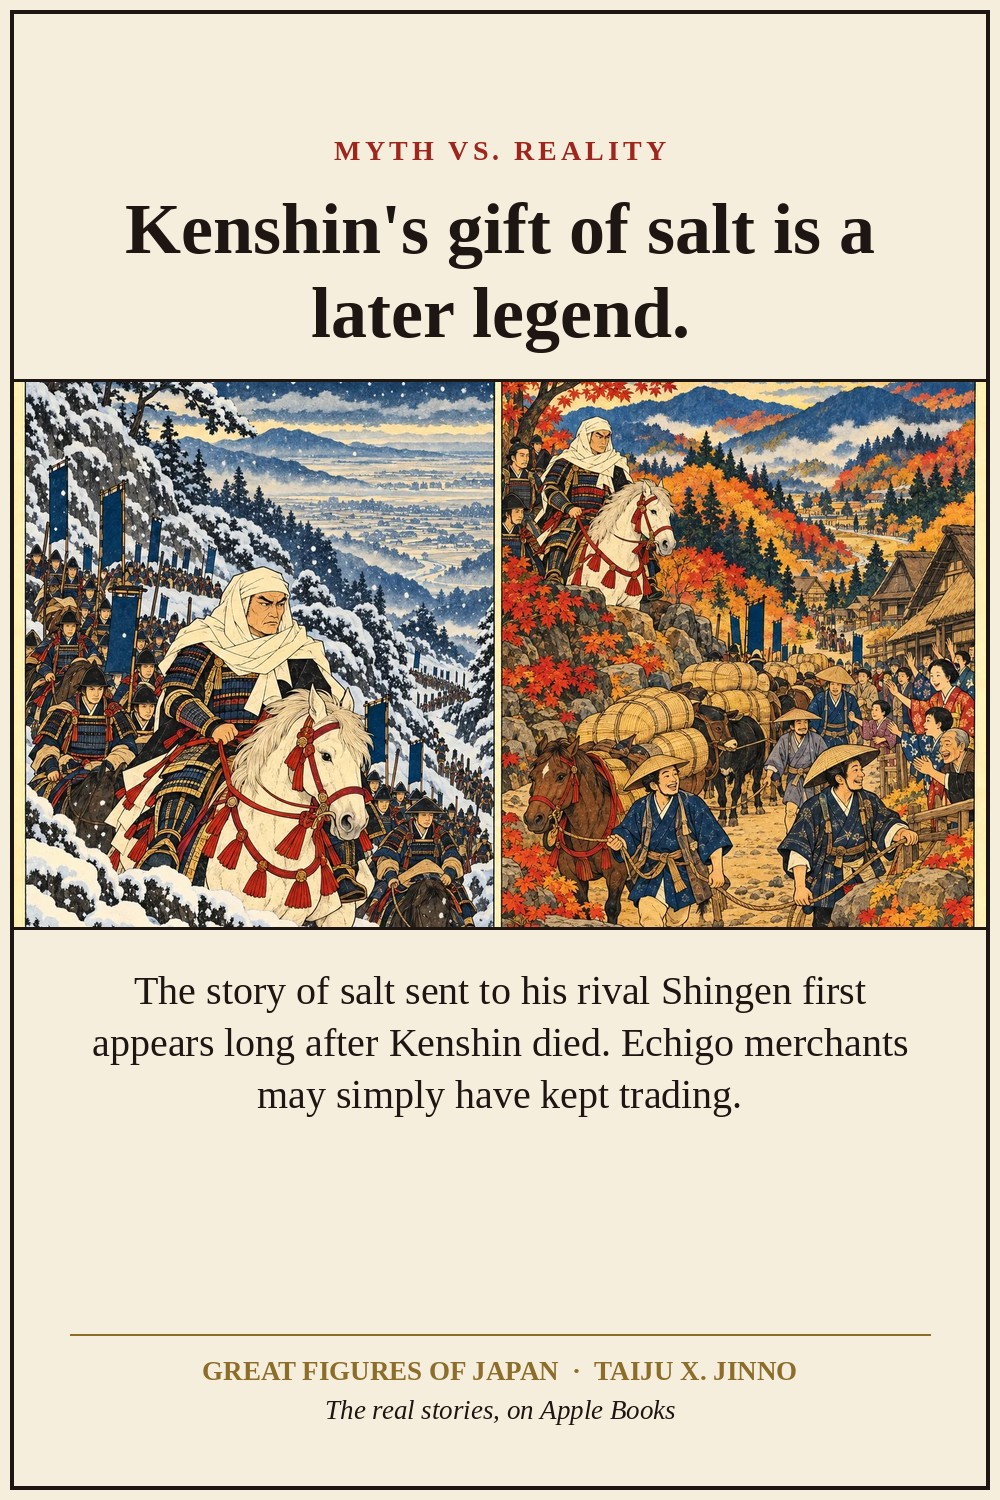 MYTH VS. REALITY
Kenshin's gift of salt is a
later legend.
The story of salt sent to his rival Shingen first
appears long after Kenshin died. Echigo merchants
may simply have kept trading.
GREAT FIGURES OF JAPAN · TAIJU X. JINNO
The real stories, on Apple Books